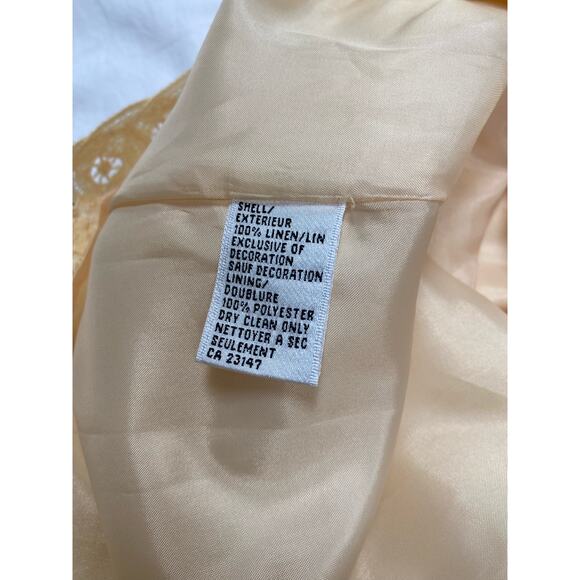 SHELL/
EXTERIEUR
100% LINEN/LIN
EXCLUSIVE OF
DECORATION
SAUF DECORATION
LINING/
DOUBLURE
100% POLYESTER
DRY CLEAN ONLY
NETTOYER A SEC
SEULEMENT
CA 23147